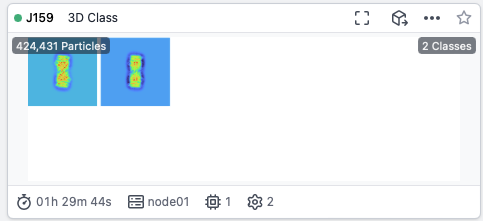 J159 3D Class
424,431 Particles 2 Classes
01h 29m 44s node01 1 2